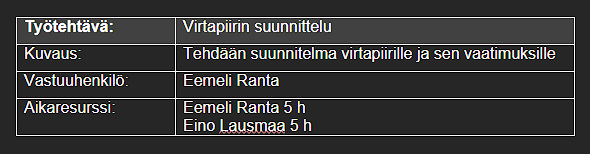 Työtehtävä: Virtapiirin suunnittelu
Kuvaus: Tehdään suunnitelma virtapiirille ja sen vaatimuksille
Vastuuhenkilö: Eemeli Ranta
Aikaresurssi: Eemeli Ranta 5 h
Eino Lausmaa 5 h